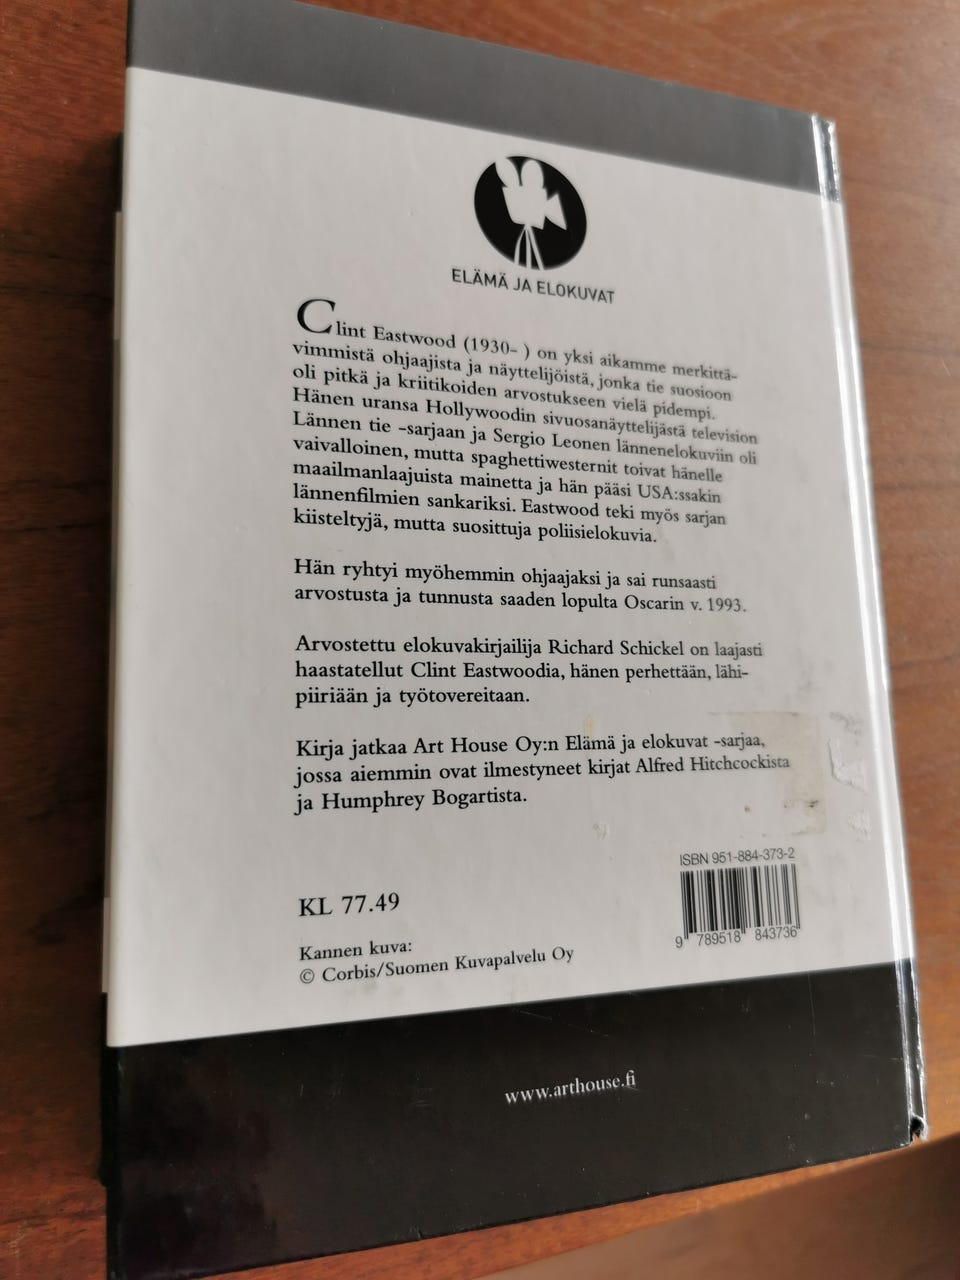 ELÄMÄ JA ELOKUVAT
Clint Eastwood (1930- ) on yksi aikamme merkittä-
vimmistä ohjaajista ja näyttelijöistä, jonka tie suosioon
oli pitkä ja kriitikoiden arvostukseen vielä pidempi.
Hänen uransa Hollywoodin sivuosanäyttelijästä television
Lännen tie -sarjaan ja Sergio Leonen lännenelokuviin oli
vaivalloinen, mutta spaghettiwesternit toivat hänelle
maailmanlaajuista mainetta ja hän pääsi USA:ssakin
lännenfilmien sankariksi. Eastwood teki myös sarjan
kiisteltyjä, mutta suosittuja poliisielokuvia.
Hän ryhtyi myöhemmin ohjaajaksi ja sai runsaasti
arvostusta ja tunnusta saaden lopulta Oscarin v. 1993.
Arvostettu elokuvakirjailija Richard Schickel on laajasti
haastatellut Clint Eastwoodia, hänen perhettään, lähi-
piiriään ja työtovereitaan.
Kirja jatkaa Art House Oy:n Elämä ja elokuvat -sarjaa,
jossa aiemmin ovat ilmestyneet kirjat Alfred Hitchcockista
ja Humphrey Bogartista.
ISBN 951-884-373-2
9 789518 843736
KL 77.49
Kannen kuva:
© Corbis/Suomen Kuvapalvelu Oy
www.arthouse.fi